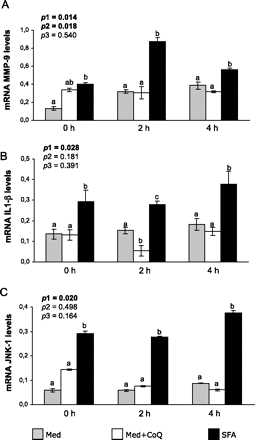 A
p1 = 0.014
p2 = 0.018
p3 = 0.540
mRNA MMP-9 levels
1,0
0,8
0,6
0,4
0,2
0,0
a
ab
b
a
a
b
a
a
b
0 h
2 h
4 h
B
p1 = 0.028
p2 = 0.181
p3 = 0.391
mRNA IL1-β levels
0,5
0,4
0,3
0,2
0,1
0,0
a
a
b
a
b
c
a
a
b
0 h
2 h
4 h
C
p1 = 0.020
p2 = 0.498
p3 = 0.164
mRNA JNK-1 levels
0,4
0,3
0,2
0,1
0,0
a
a
b
a
a
b
a
a
b
0 h
2 h
4 h
Med
Med+CoQ
SFA